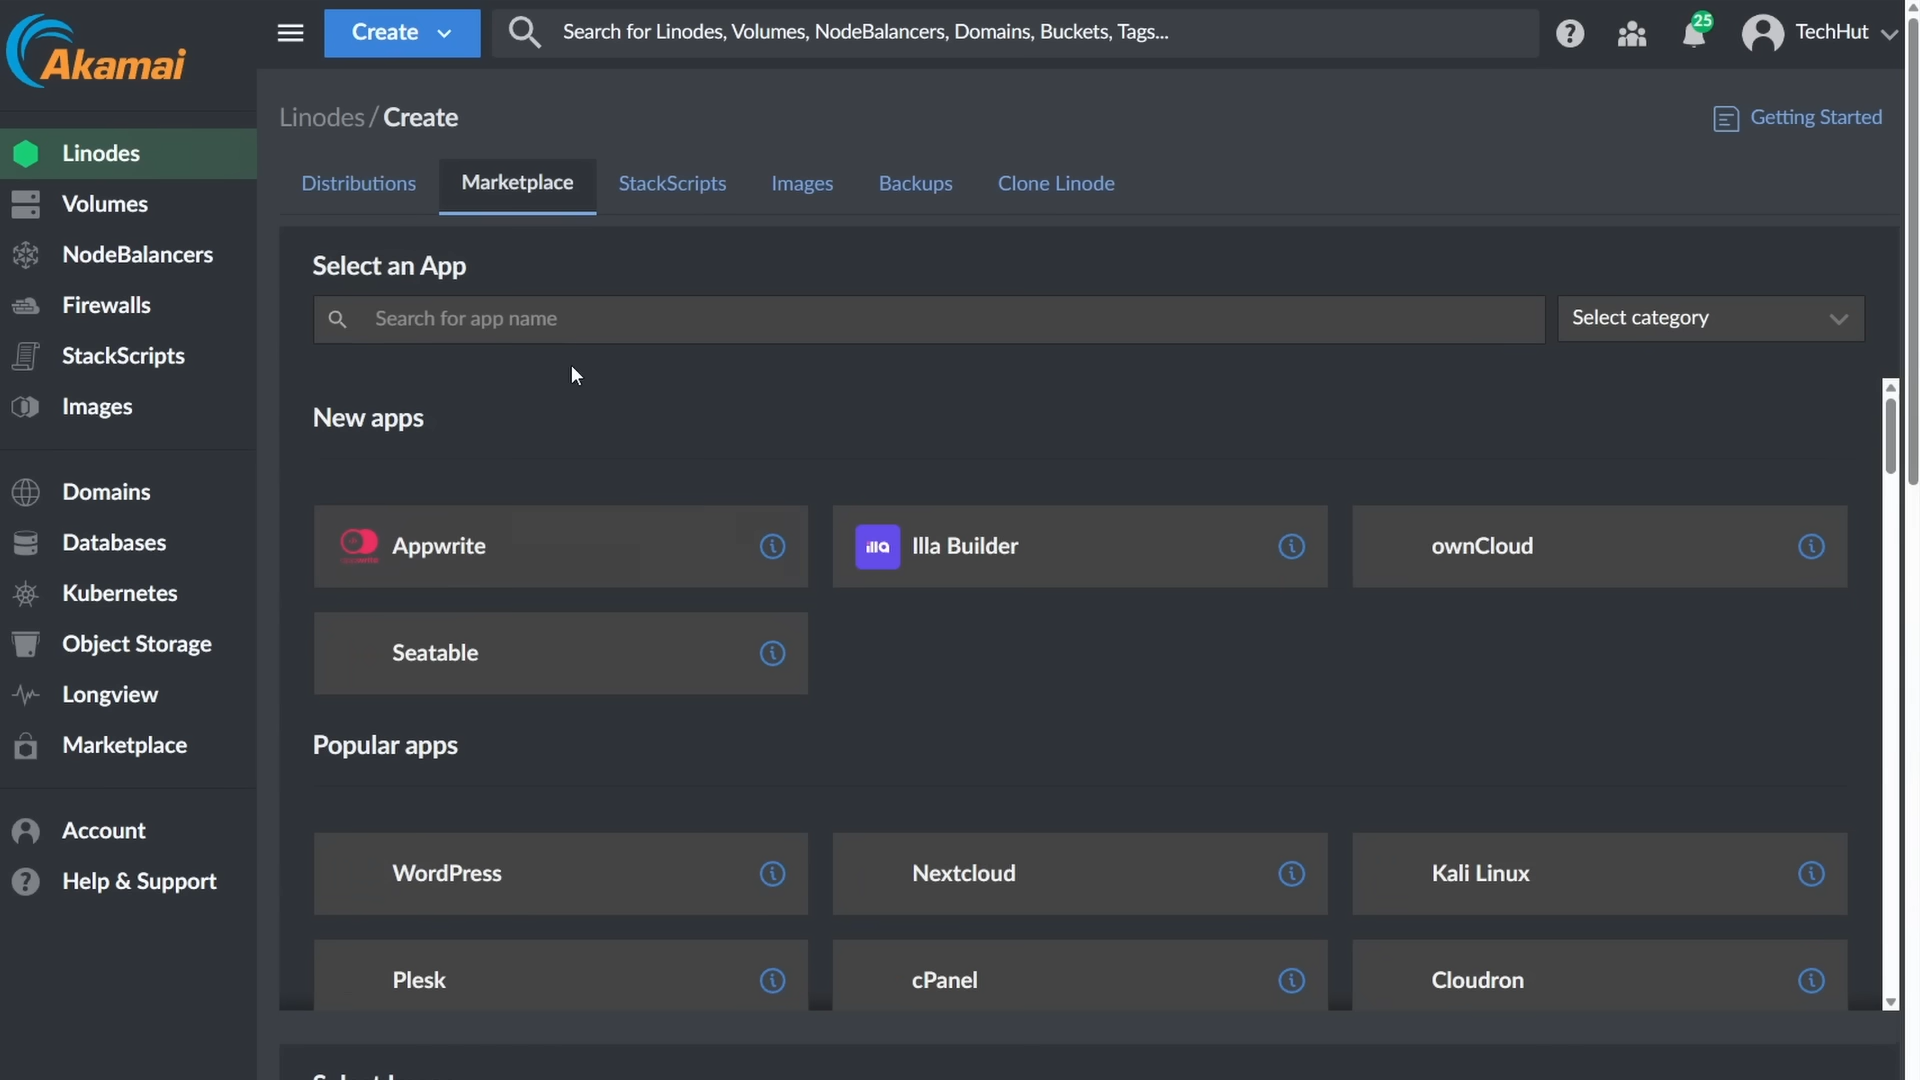 Akamai
Create
Search for Linodes, Volumes, NodeBalancers, Domains, Buckets, Tags...
25
TechHut
Linodes / Create
Getting Started
Linodes
Volumes
NodeBalancers
Firewalls
StackScripts
Images
Domains
Databases
Kubernetes
Object Storage
Longview
Marketplace
Account
Help & Support
Distributions
Marketplace
StackScripts
Images
Backups
Clone Linode
Select an App
Search for app name
Select category
New apps
Appwrite
illa
Illa Builder
ownCloud
Seatable
Popular apps
WordPress
Nextcloud
Kali Linux
Plesk
cPanel
Cloudron